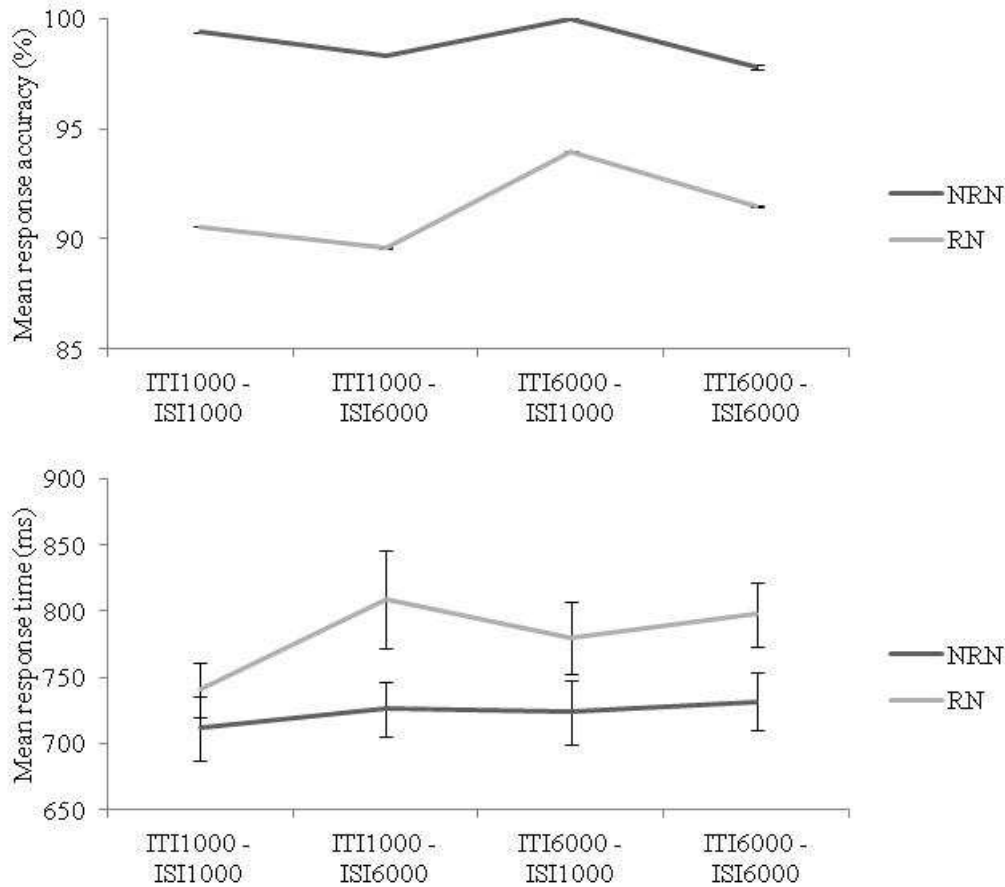 Mean response accuracy (%)
100
95
90
85
ITI1000 -
ISI1000
ITI1000 -
ISI6000
ITI6000 -
ISI1000
ITI6000 -
ISI6000
NRN
RN
Mean response time (ms)
900
850
800
750
700
650
ITI1000 -
ISI1000
ITI1000 -
ISI6000
ITI6000 -
ISI1000
ITI6000 -
ISI6000
NRN
RN